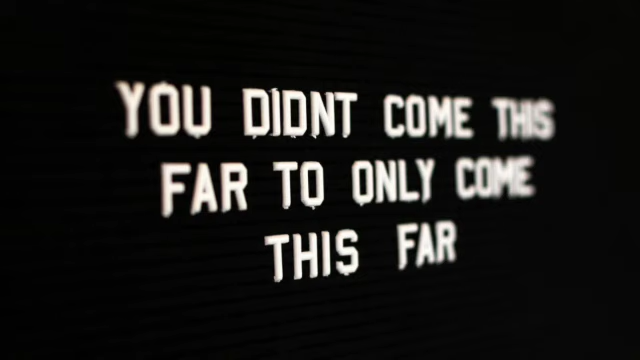 YOU DIDNT COME THIS
FAR TO ONLY COME
THIS FAR